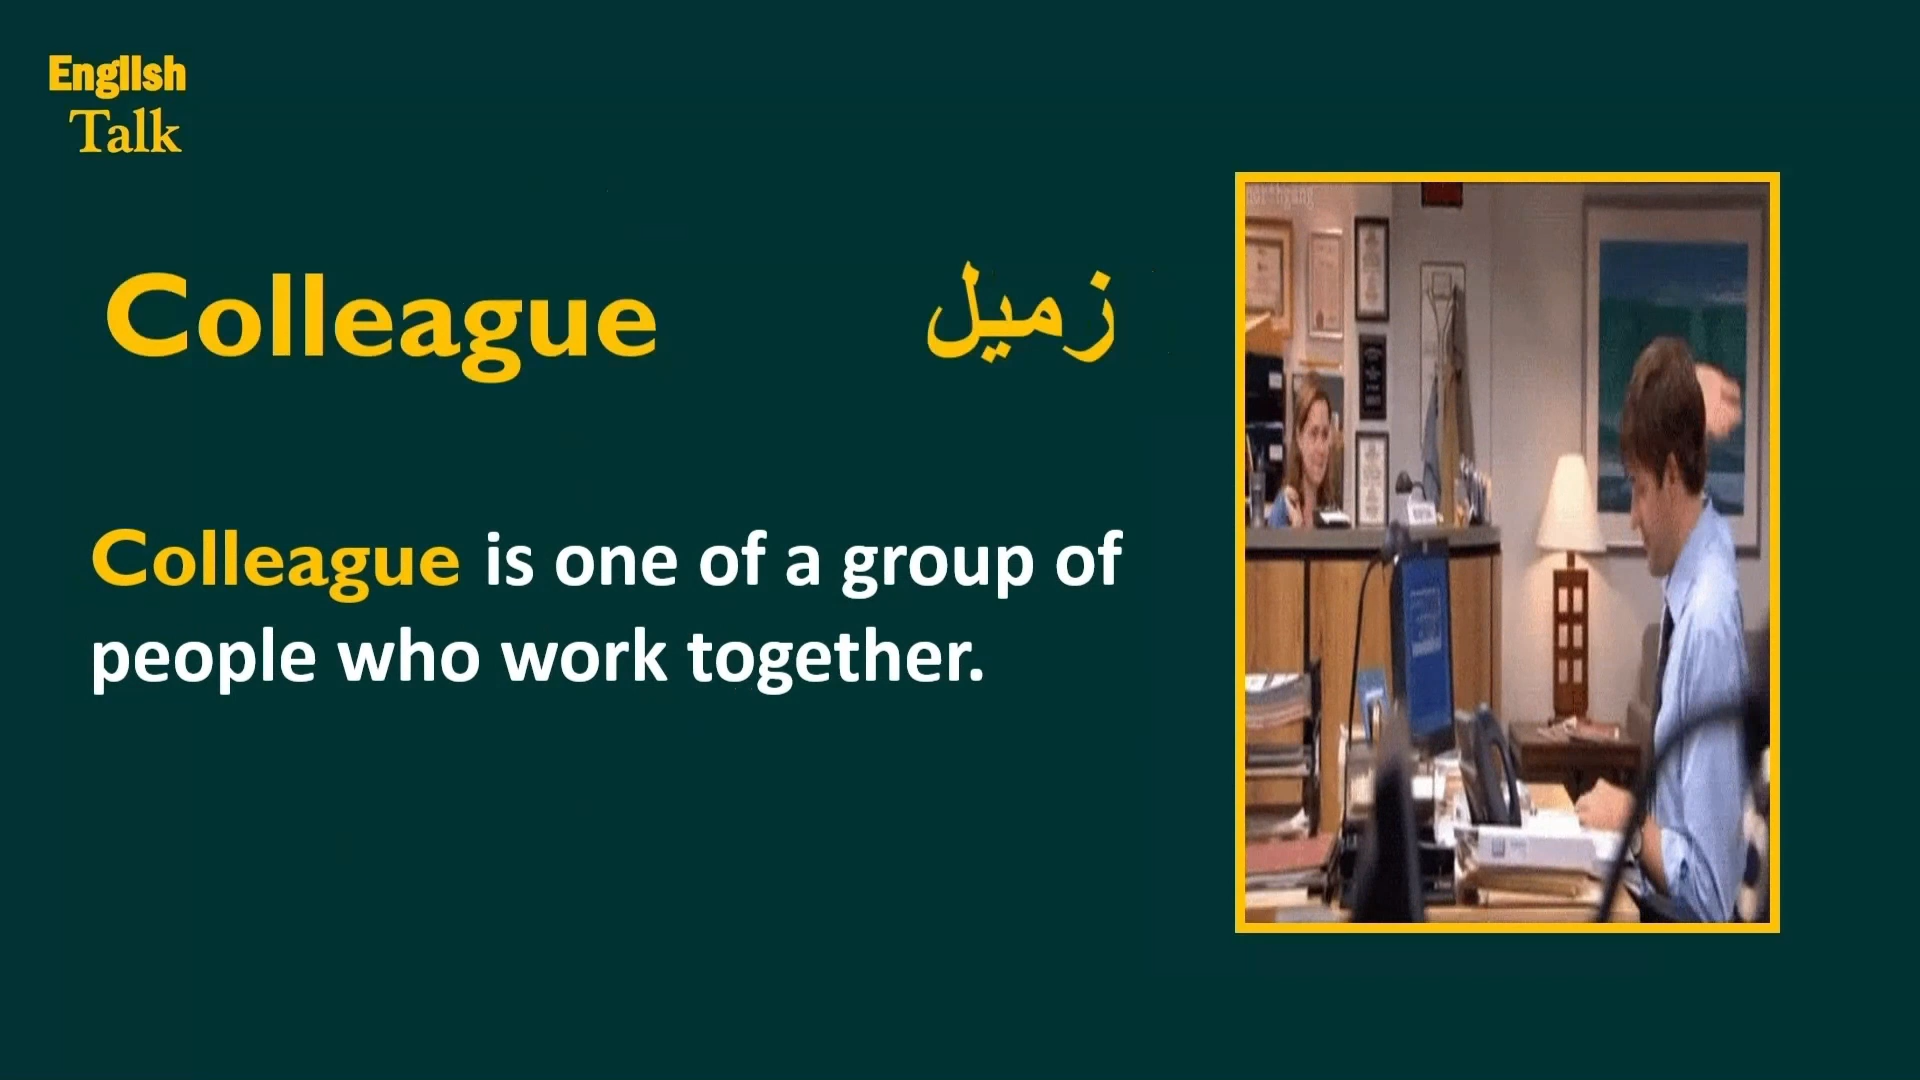 English
Talk
Colleague
زميل
Colleague is one of a group of
people who work together.